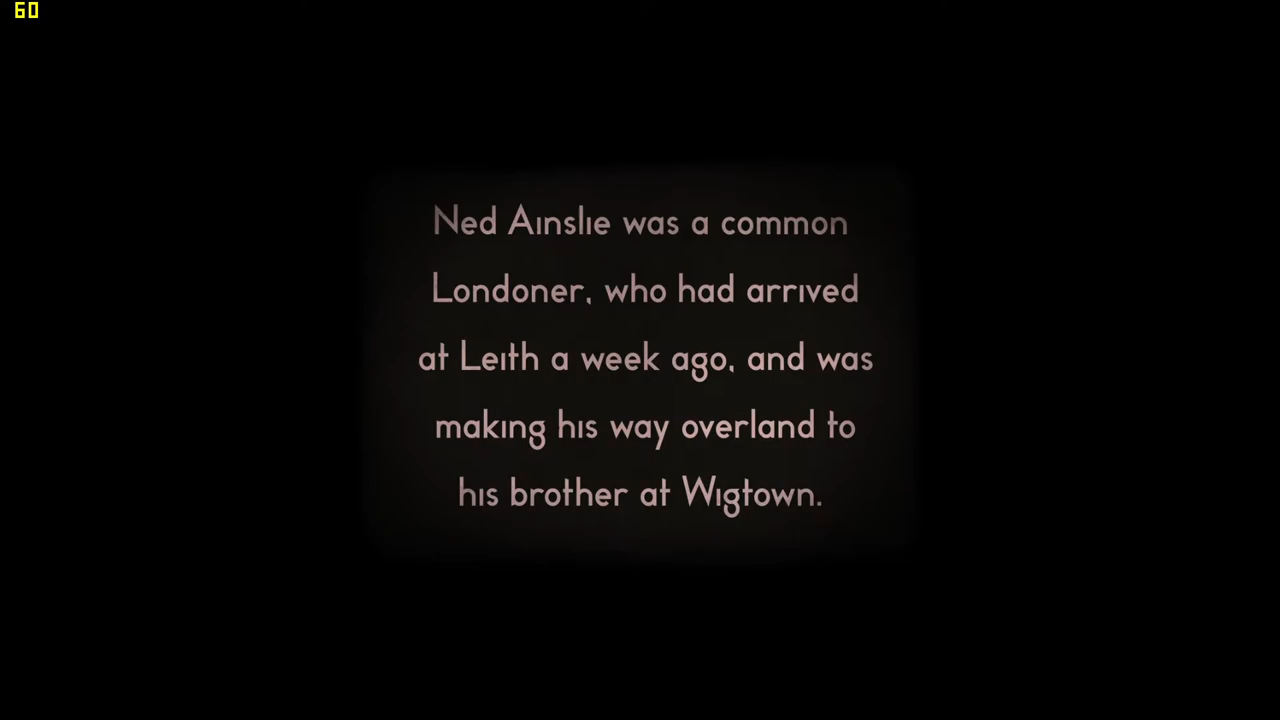 60
Ned Ainslie was a common
Londoner, who had arrived
at Leith a week ago, and was
making his way overland to
his brother at Wigtown.